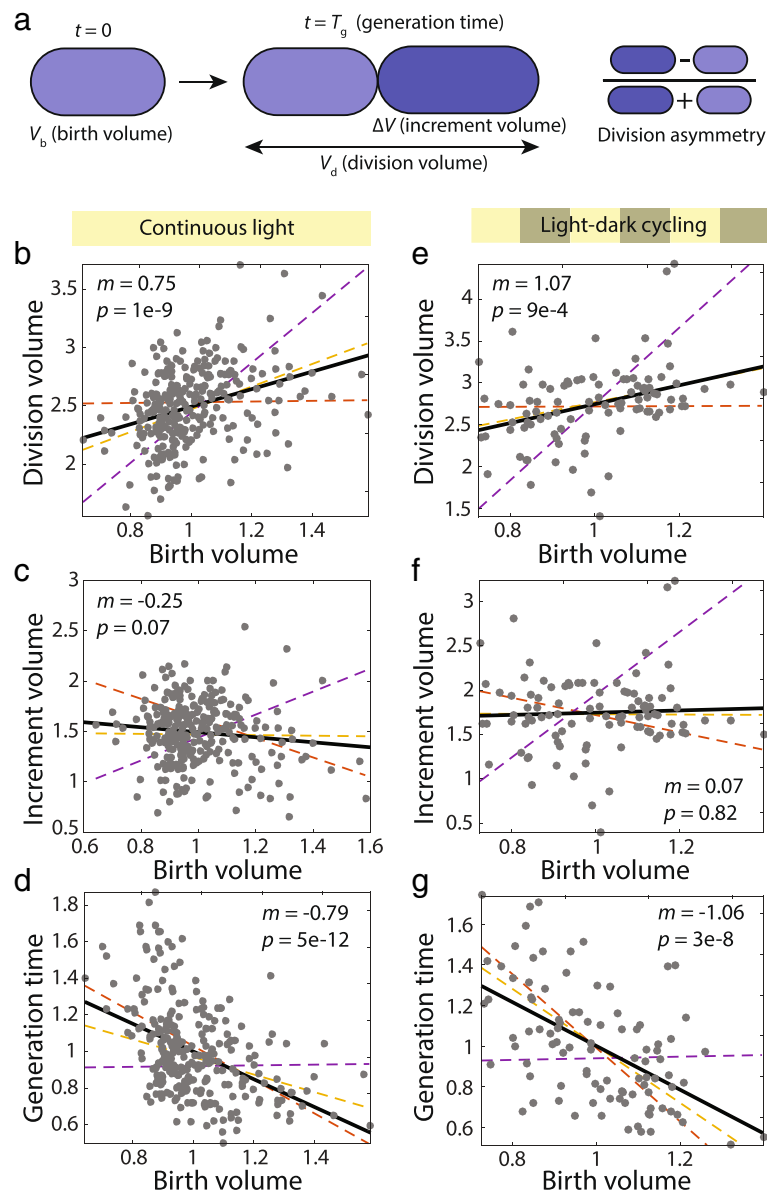 a
t = 0
t = Tg (generation time)
Vb (birth volume)
ΔV (increment volume)
Vd (division volume)
Division asymmetry
Continuous light
Light-dark cycling
b
m = 0.75
p = 1e-9
3.5
3
2.5
2
Division volume
0.8 1 1.2 1.4
Birth volume
e
m = 1.07
p = 9e-4
4
3.5
3
2.5
2
1.5
Division volume
0.8 1 1.2
Birth volume
c
m = -0.25
p = 0.07
3
2.5
2
1.5
1
0.5
Increment volume
0.6 0.8 1 1.2 1.4 1.6
Birth volume
f
3
2.5
2
1.5
1
0.5
Increment volume
m = 0.07
p = 0.82
0.8 1 1.2
Birth volume
d
m = -0.79
p = 5e-12
1.8
1.6
1.4
1.2
1
0.8
0.6
Generation time
0.8 1 1.2 1.4
Birth volume
g
m = -1.06
p = 3e-8
1.6
1.4
1.2
1
0.8
0.6
Generation time
0.8 1 1.2
Birth volume